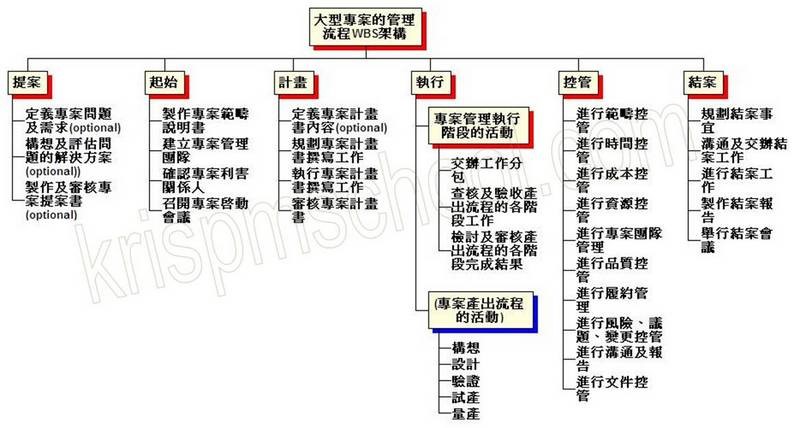 大型專案的管理
流程WBS架構
提案
定義專案問題
及需求(optional)
構想及評估問
題的解決方案
(optional))
製作及審核專
案提案書
(optional)
起始
製作專案範疇
說明書
建立專案管理
團隊
確認專案利害
關係人
召開專案啓動
會議
計畫
定義專案計畫
書內容(optional)
規劃專案計畫
書撰寫工作
執行專案計畫
書撰寫工作
審核專案計畫
書
執行
專案管理執行
階段的活動
交辦工作分
包
查核及驗收產
出流程的各階
段工作
檢討及審核產
出流程的各階
段完成結果
(專案產出流程
的活動)
構想
設計
驗證
試產
量產
控管
進行範疇控
管
進行時間控
管
進行成本控
管
進行資源控
管
進行專案團隊
管理
進行品質控
管
進行履約管
理
進行風險、議
題、變更控管
進行溝通及報
告
進行文件控
管
結案
規劃結案事
宜
溝通及交辦結
案工作
進行結案工
作
製作結案報
告
舉行結案會
議
krispmschool.com